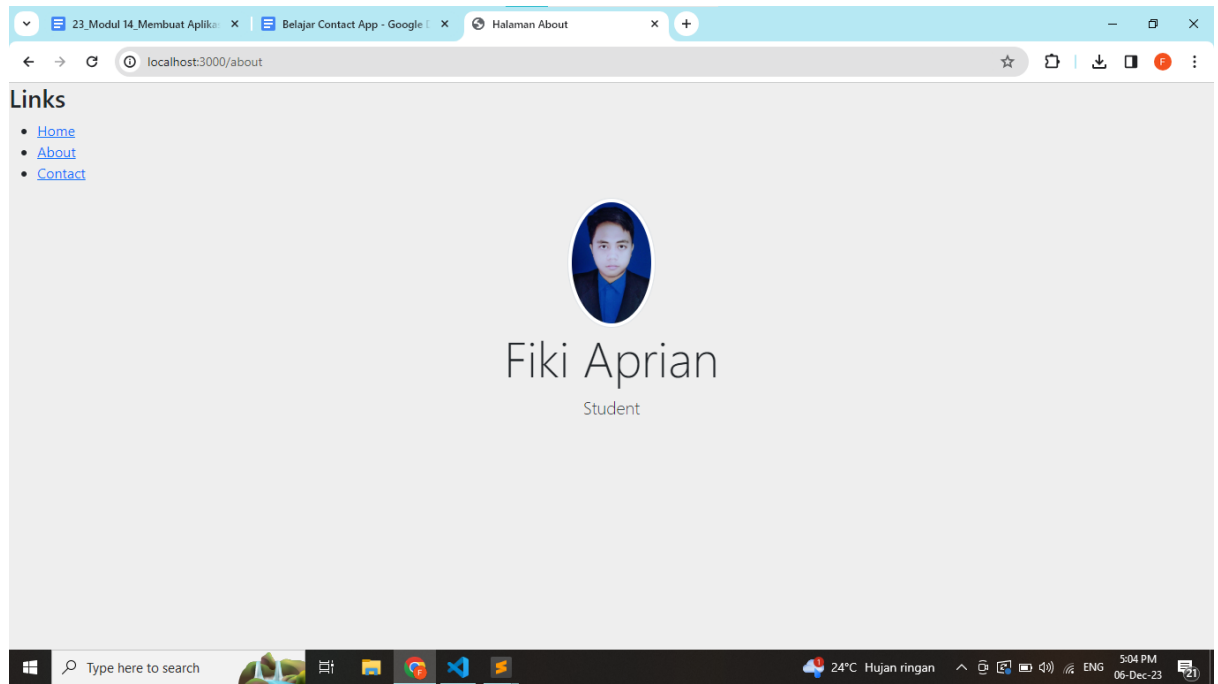 23_Modul 14_Membuat Aplika
Belajar Contact App - Google D
Halaman About
localhost:3000/about
F
Links
Home
About
Contact
Fiki Aprian
Student
Type here to search
1
24°C Hujan ringan
ENG
5:04 PM
06-Dec-23
21